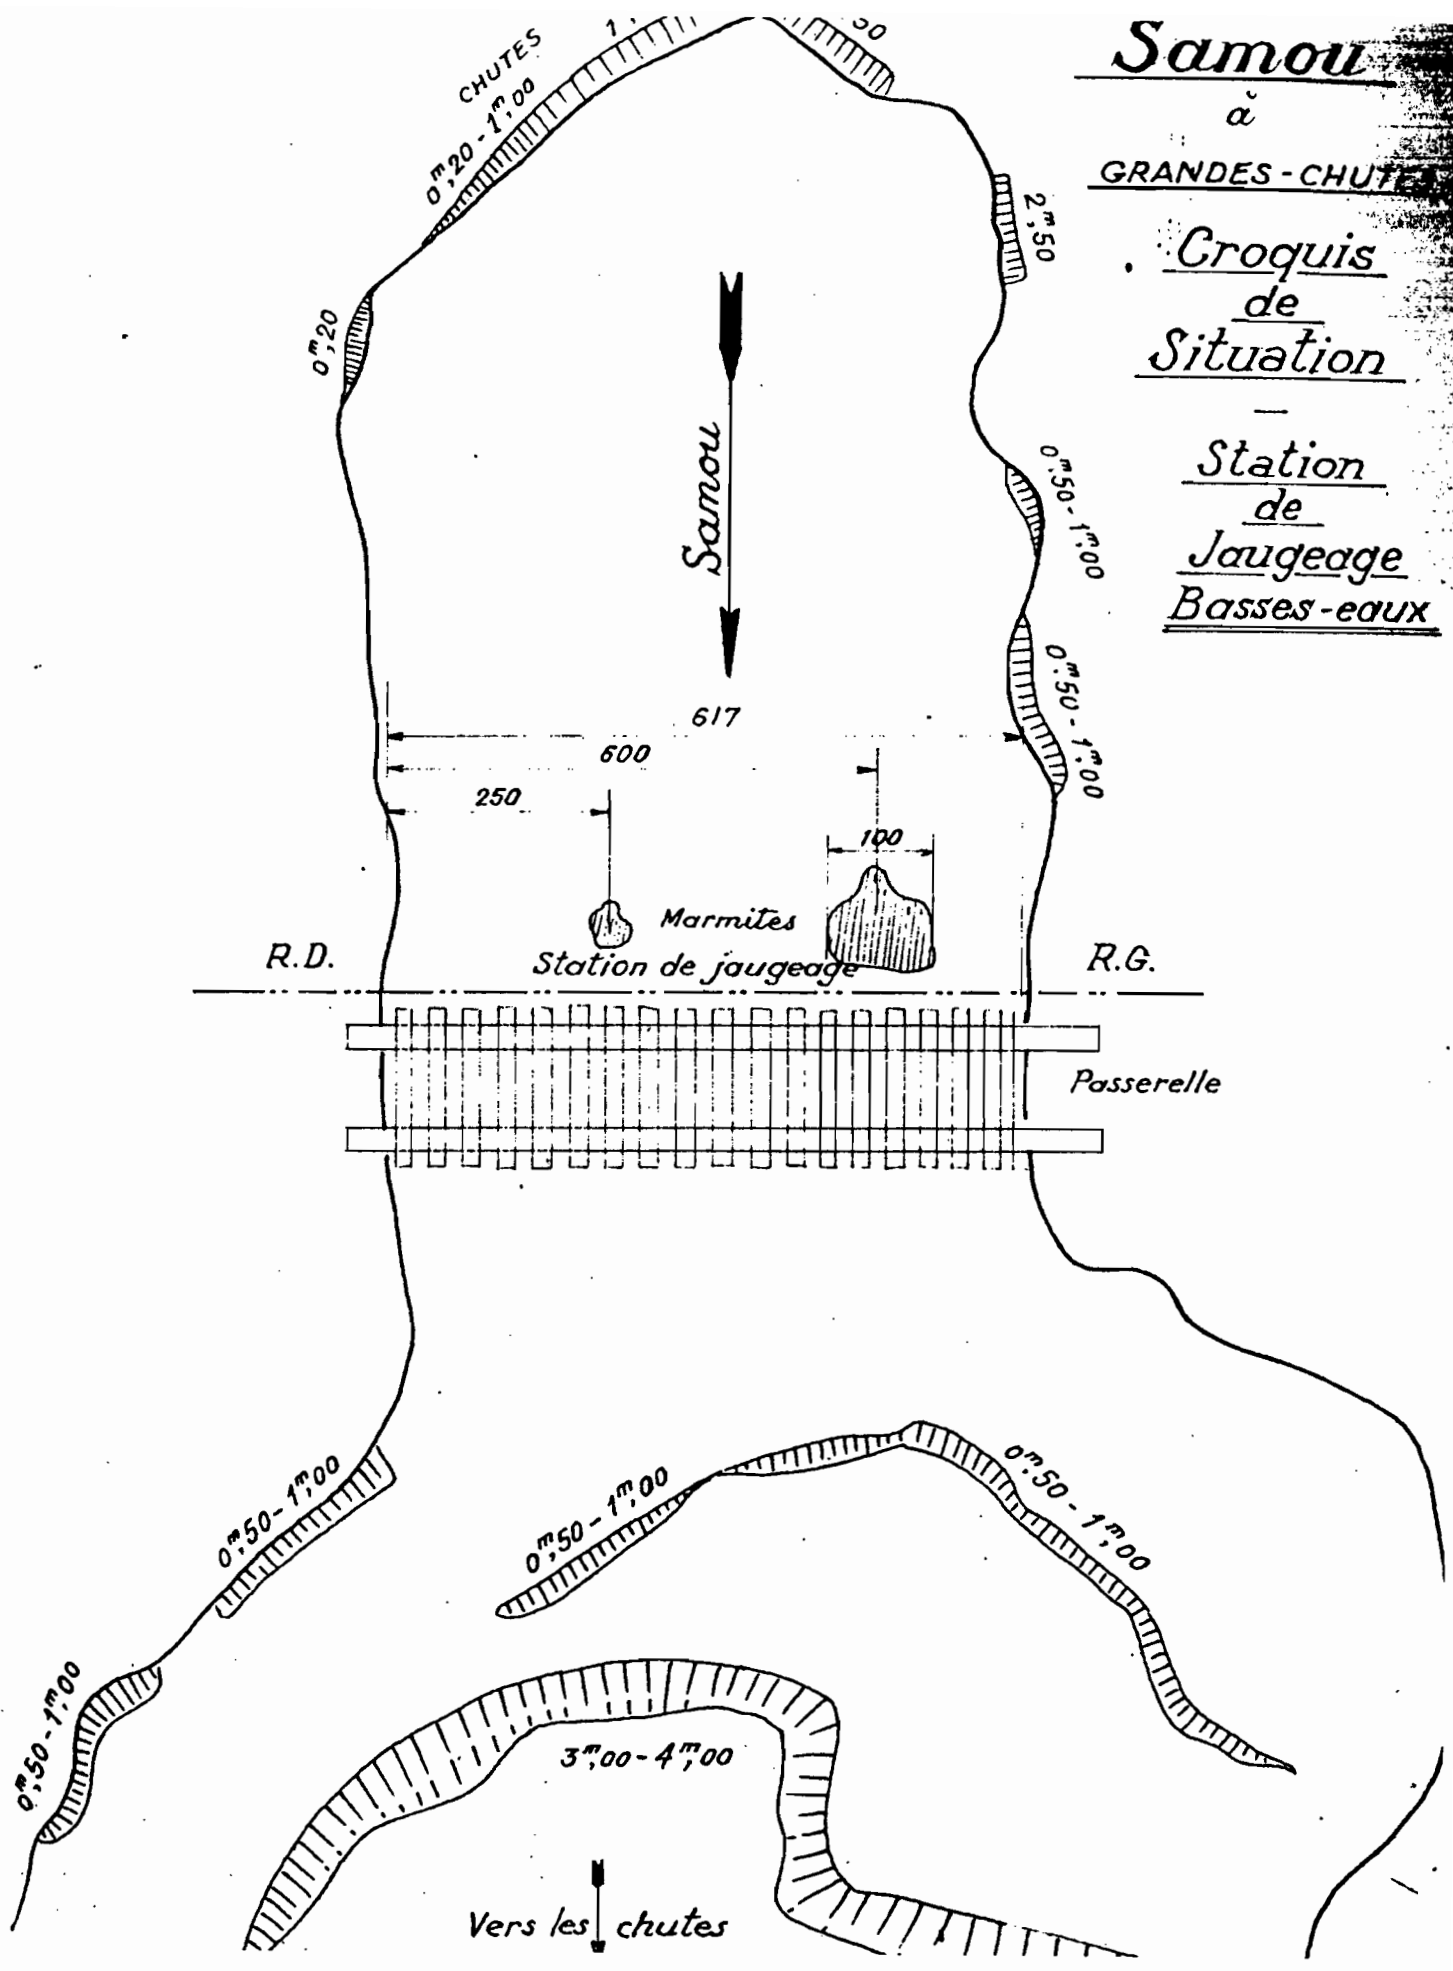 Samou
à
GRANDES-CHUTES
Croquis
de
Situation
—
Station
de
Jaugeage
Basses-eaux
CHUTES
0ᵐ,20-1ᵐ,00
50
2ᵐ,50
0ᵐ,20
Samou
0ᵐ,50-1ᵐ,00
0ᵐ,50-1ᵐ,00
617
600
250
100
Marmites
R.D.
Station de jaugeage
R.G.
Passerelle
0ᵐ,50-1ᵐ,00
0ᵐ,50-1ᵐ,00
0ᵐ,50-1ᵐ,00
0ᵐ,50-1ᵐ,00
3ᵐ,00-4ᵐ,00
Vers les chutes